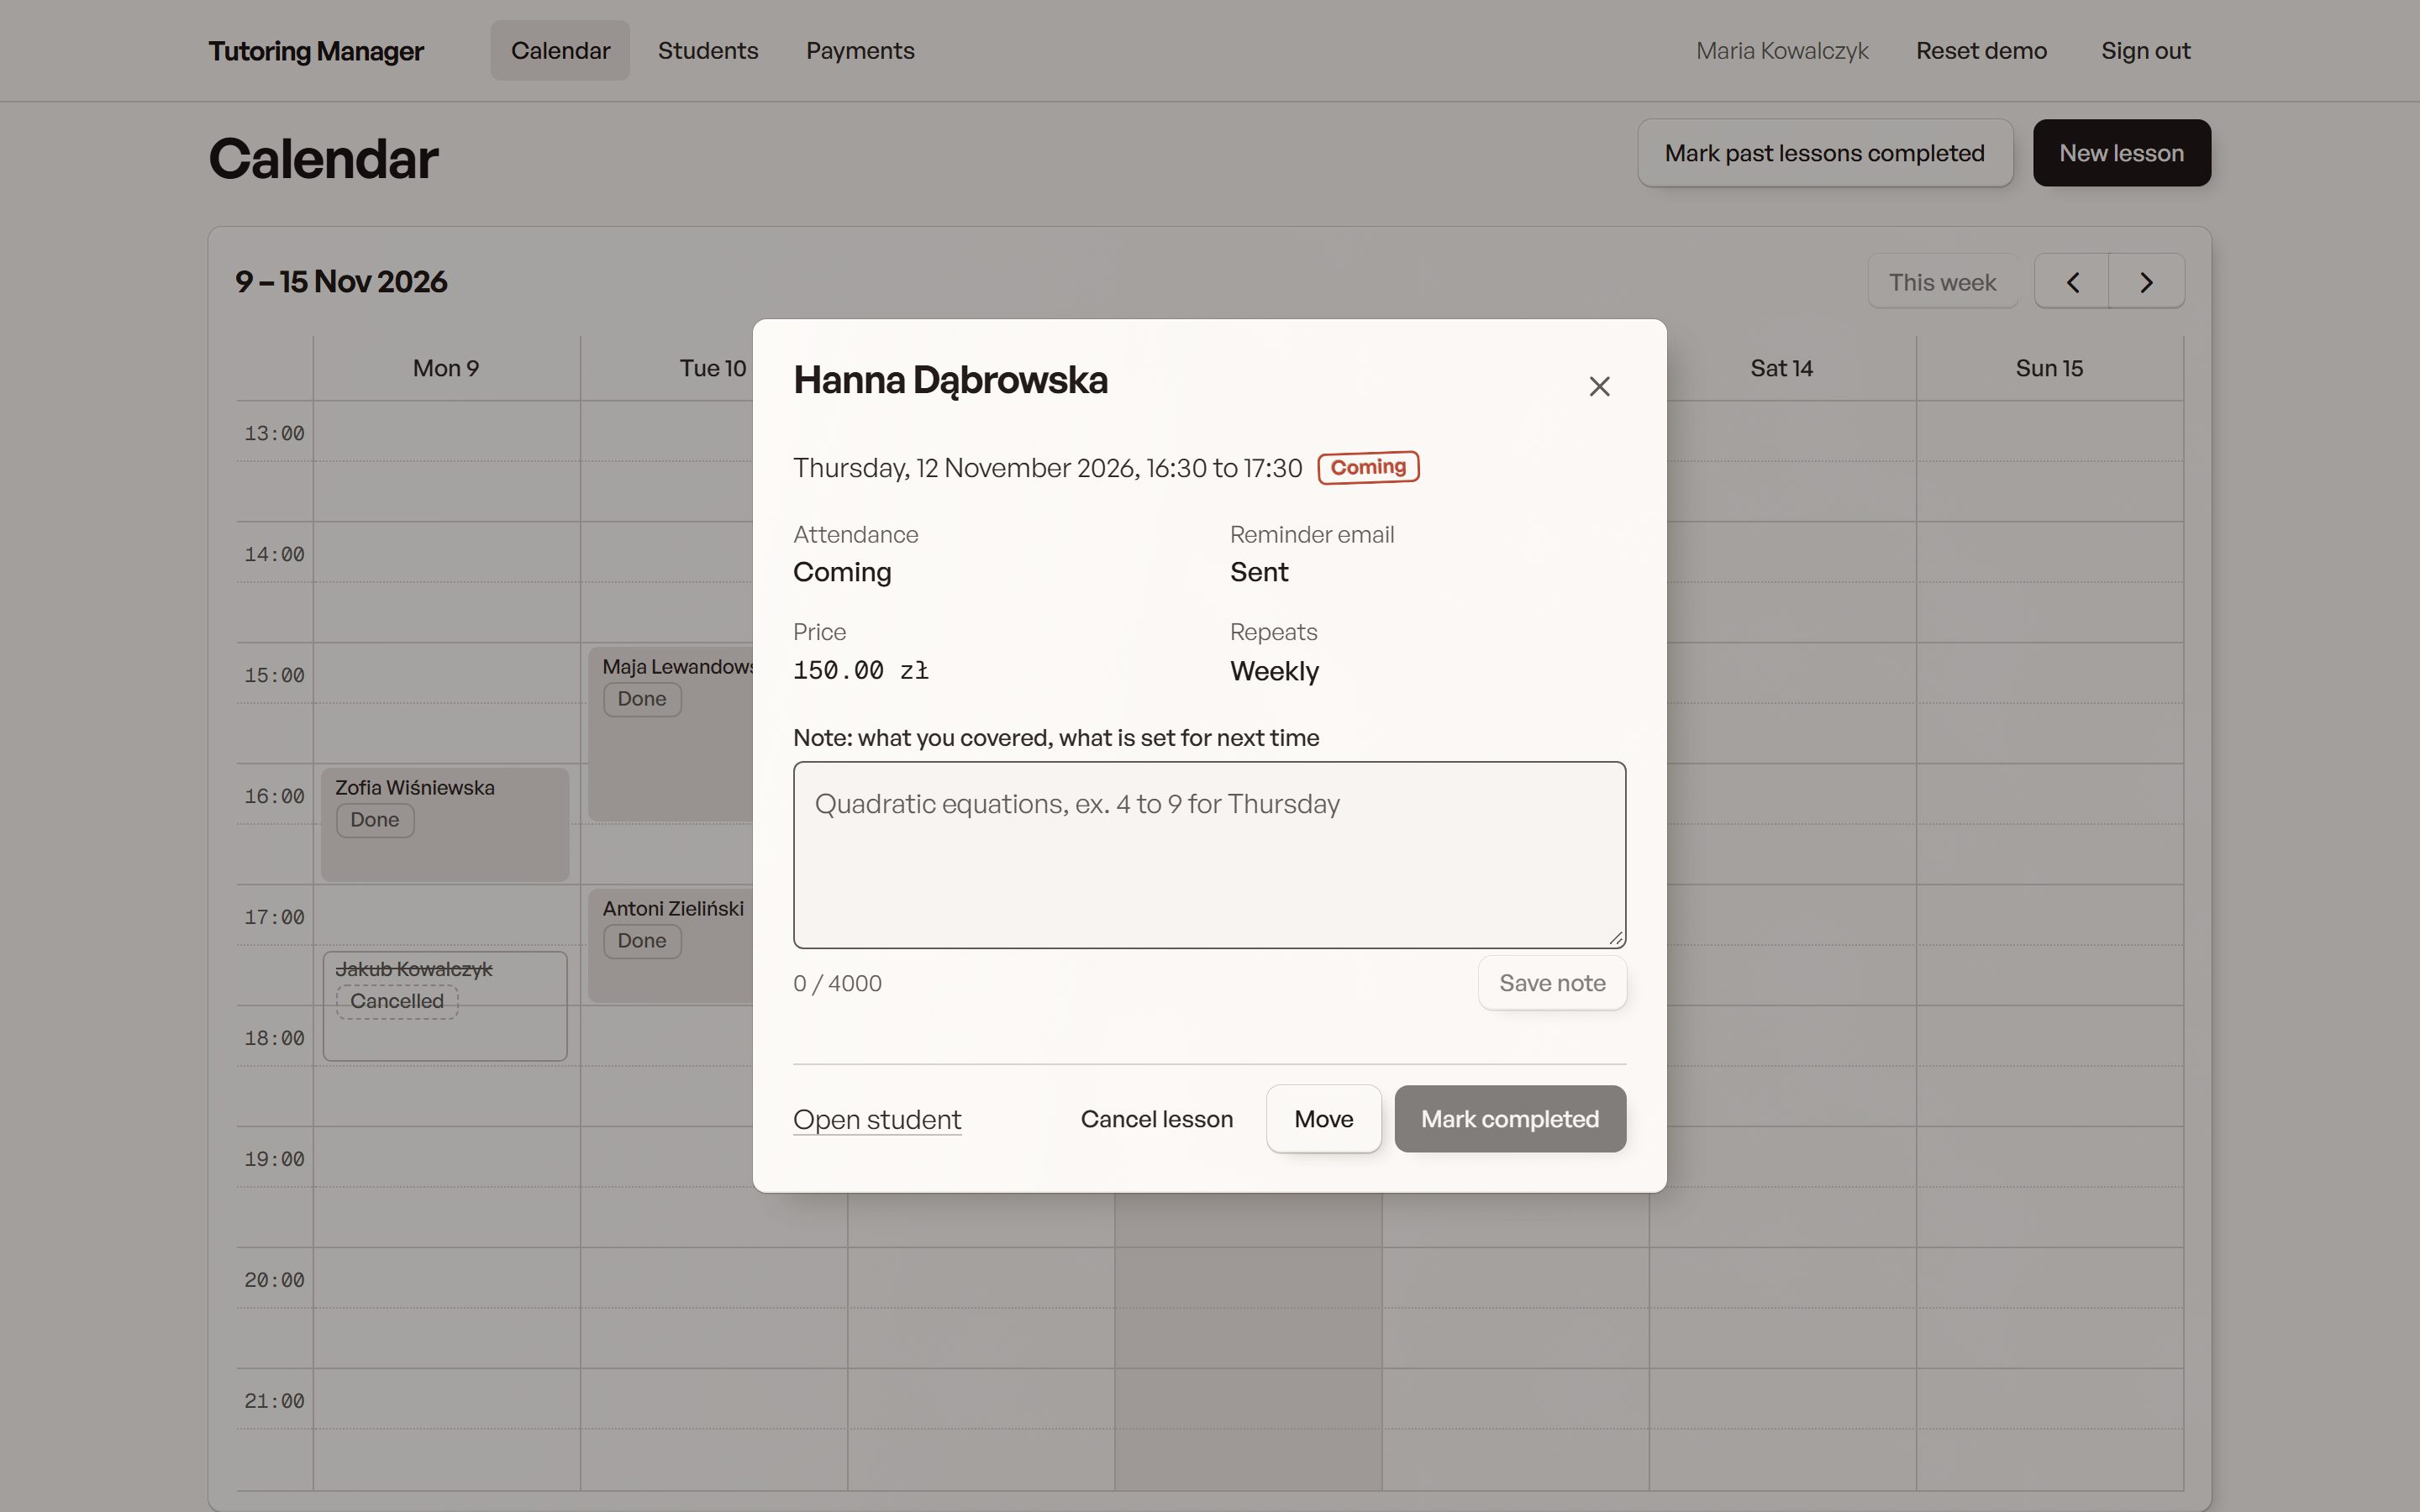 Tutoring Manager Calendar Students Payments Maria Kowalczyk Reset demo Sign out
Calendar Mark past lessons completed New lesson
9 – 15 Nov 2026 This week
Mon 9 Tue 10 Sat 14 Sun 15
13:00
14:00
15:00
16:00
17:00
18:00
19:00
20:00
21:00
Zofia Wiśniewska
Done
Jakub Kowalczyk
Cancelled
Done
Antoni Zieliński
Done
Hanna Dąbrowska
Thursday, 12 November 2026, 16:30 to 17:30 Coming
Attendance Reminder email
Coming Sent
Price Repeats
150.00 zł Weekly
Note: what you covered, what is set for next time
Quadratic equations, ex. 4 to 9 for Thursday
0 / 4000 Save note
Open student Cancel lesson Move Mark completed
Maja Lewandows